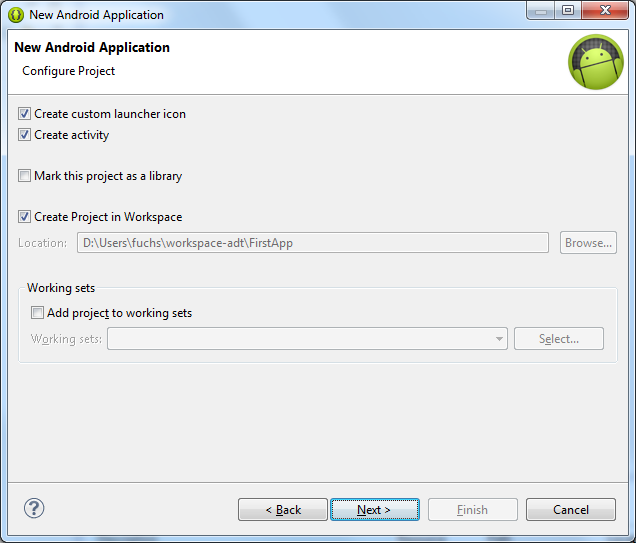 New Android Application
New Android Application
Configure Project
Create custom launcher icon
Create activity
Mark this project as a library
Create Project in Workspace
Location: D:\Users\fuchs\workspace-adt\FirstApp Browse...
Working sets
Add project to working sets
Working sets: Select...
? < Back Next > Finish Cancel